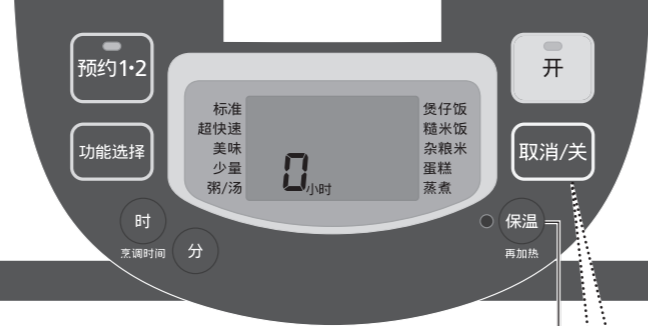 预约1·2
开
功能选择
标准
超快速
美味
少量
粥/汤
0小时
煲仔饭
糙米饭
杂粮米
蛋糕
蒸煮
取消/关
时
烹调时间
分
保温
再加热